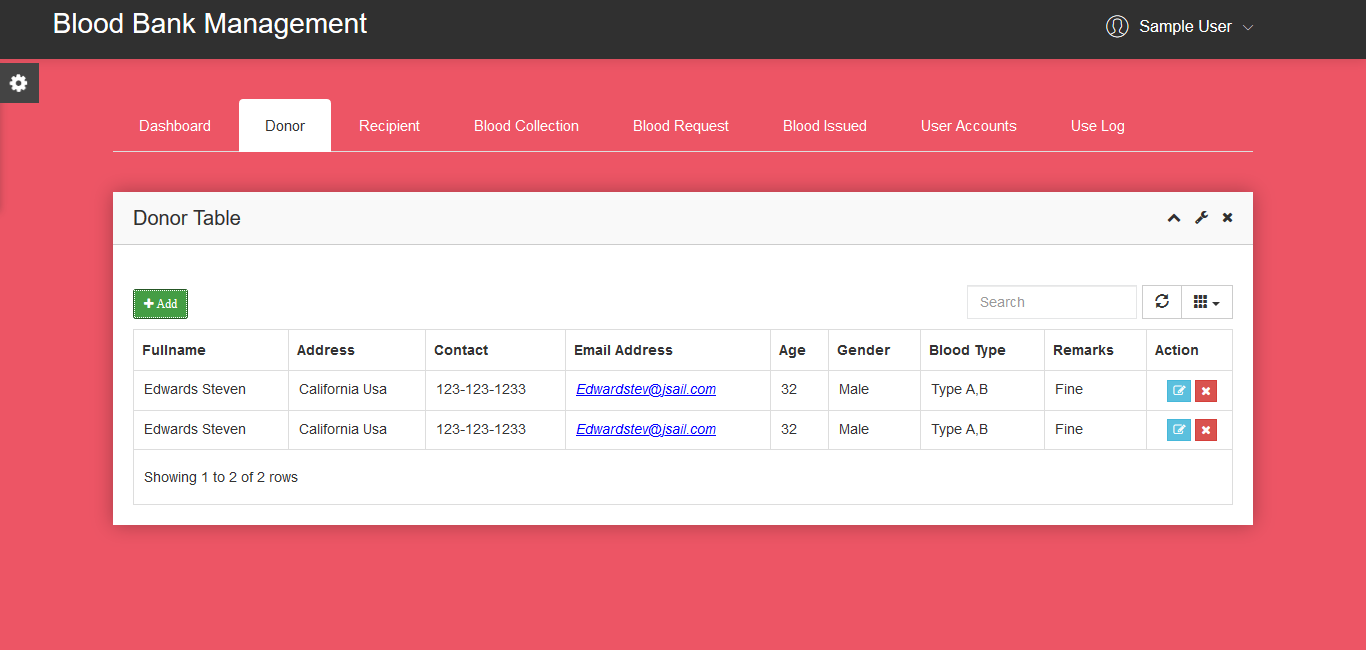 Blood Bank Management
Sample User
Dashboard Donor Recipient Blood Collection Blood Request Blood Issued User Accounts Use Log
Donor Table
Add Search
Fullname Address Contact Email Address Age Gender Blood Type Remarks Action
Edwards Steven California Usa 123-123-1233 Edwardstev@jsail.com 32 Male Type A,B Fine
Edwards Steven California Usa 123-123-1233 Edwardstev@jsail.com 32 Male Type A,B Fine
Showing 1 to 2 of 2 rows